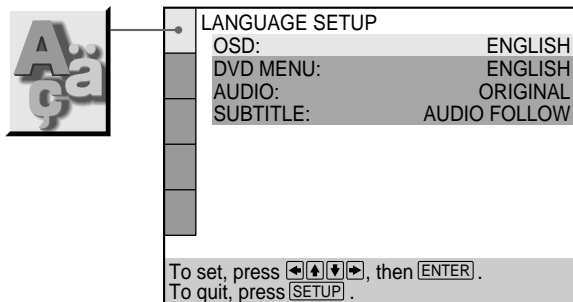 Aäç
LANGUAGE SETUP
OSD: ENGLISH
DVD MENU: ENGLISH
AUDIO: ORIGINAL
SUBTITLE: AUDIO FOLLOW
To set, press ←↑↓→, then ENTER.
To quit, press SETUP.